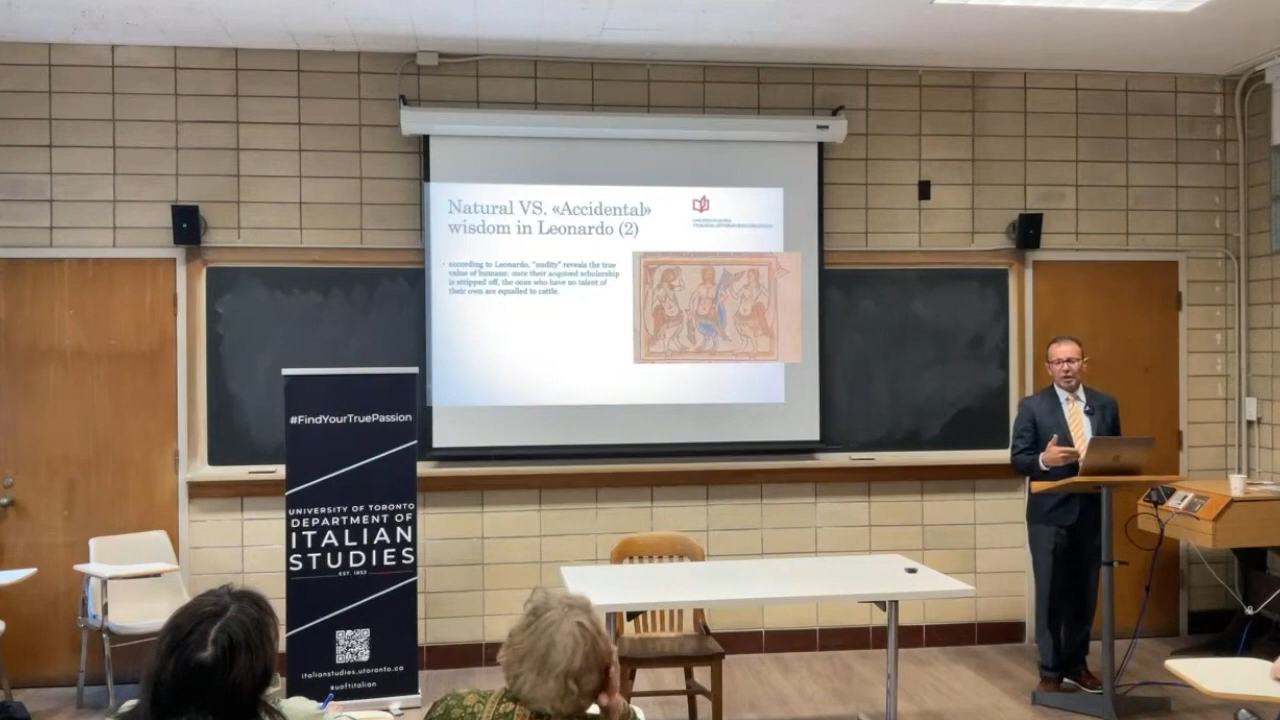 Natural VS. «Accidental»
wisdom in Leonardo (2)
according to Leonardo, "nudity" reveals the true
value of humans: once their acquired scholarship
is stripped off, the ones who have no talent of
their own are equalled to cattle.
#FindYourTruePassion
UNIVERSITY OF TORONTO
DEPARTMENT OF
ITALIAN
STUDIES
EST. 1853
italianstudies.utoronto.ca
@uoftitalian